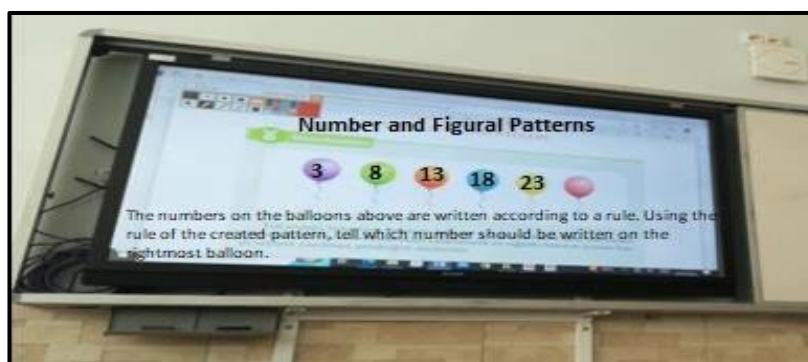 Number and Figural Patterns
3 8 13 18 23
The numbers on the balloons above are written according to a rule. Using the
rule of the created pattern, tell which number should be written on the
rightmost balloon.